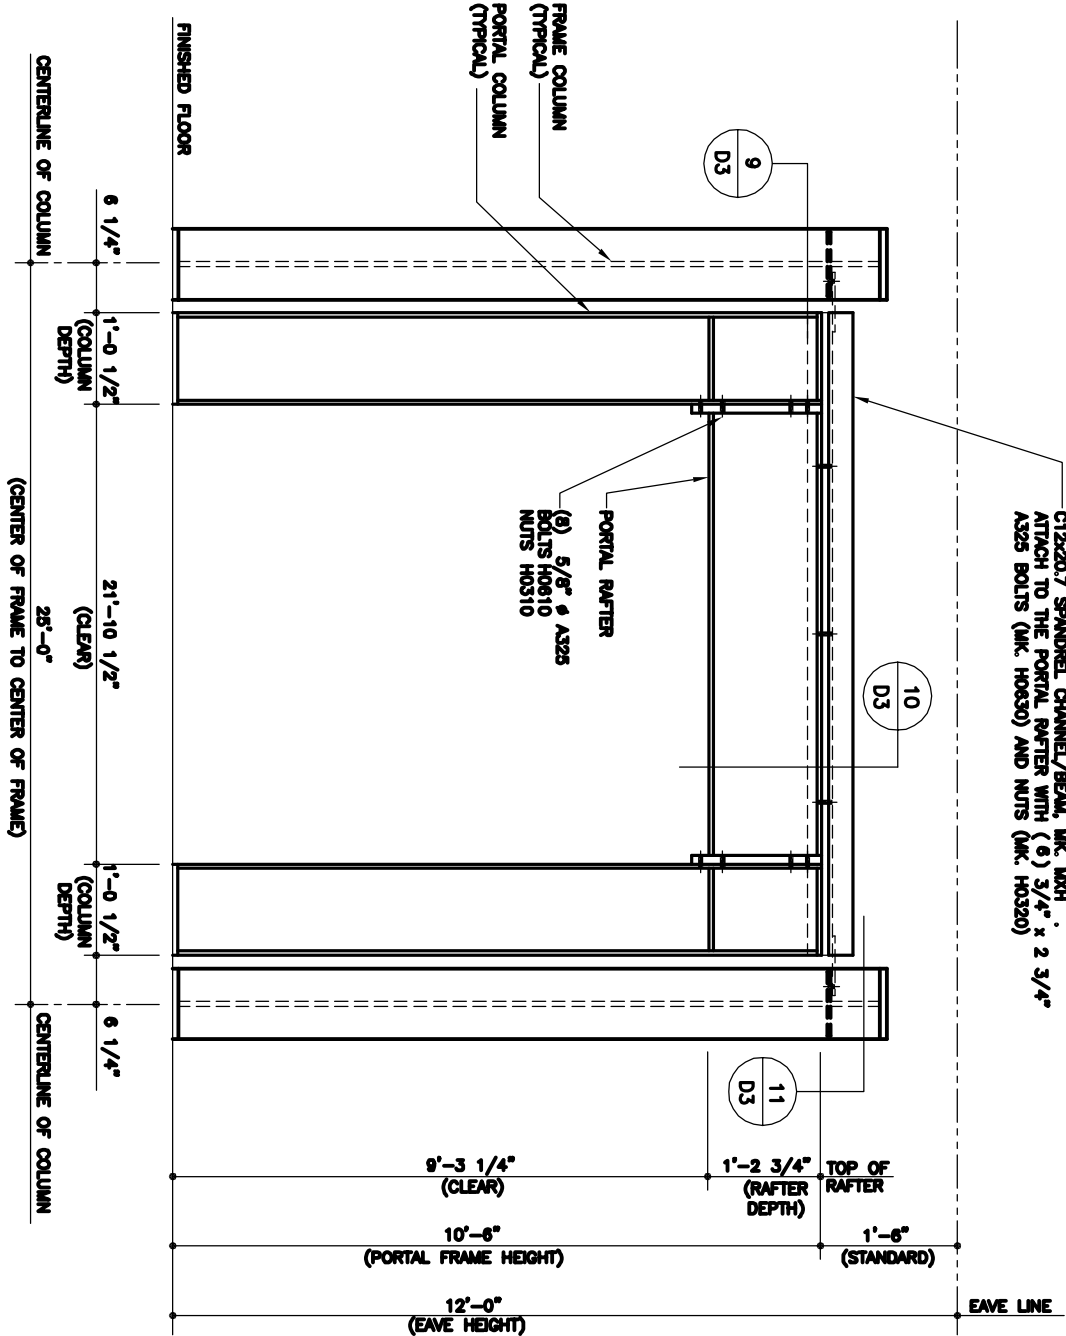 C12x20.7 SPANDREL CHANNEL/BEAM, MK. MXH .
ATTACH TO THE PORTAL RAFTER WITH ( 6 ) 3/4" x 2 3/4"
A325 BOLTS (MK. H0630) AND NUTS (MK. H0320)
FRAME COLUMN
(TYPICAL)
PORTAL COLUMN
(TYPICAL)
9
D3
10
D3
11
D3
PORTAL RAFTER
(8) 5/8" ø A325
BOLTS H0610
NUTS H0310
FINISHED FLOOR
6 1/4"
1'-0 1/2"
(COLUMN
DEPTH)
21'-10 1/2"
(CLEAR)
1'-0 1/2"
(COLUMN
DEPTH)
6 1/4"
CENTERLINE OF COLUMN
25'-0"
(CENTER OF FRAME TO CENTER OF FRAME)
CENTERLINE OF COLUMN
9'-3 1/4"
(CLEAR)
1'-2 3/4"
(RAFTER
DEPTH)
TOP OF
RAFTER
10'-6"
(PORTAL FRAME HEIGHT)
1'-6"
(STANDARD)
12'-0"
(EAVE HEIGHT)
EAVE LINE